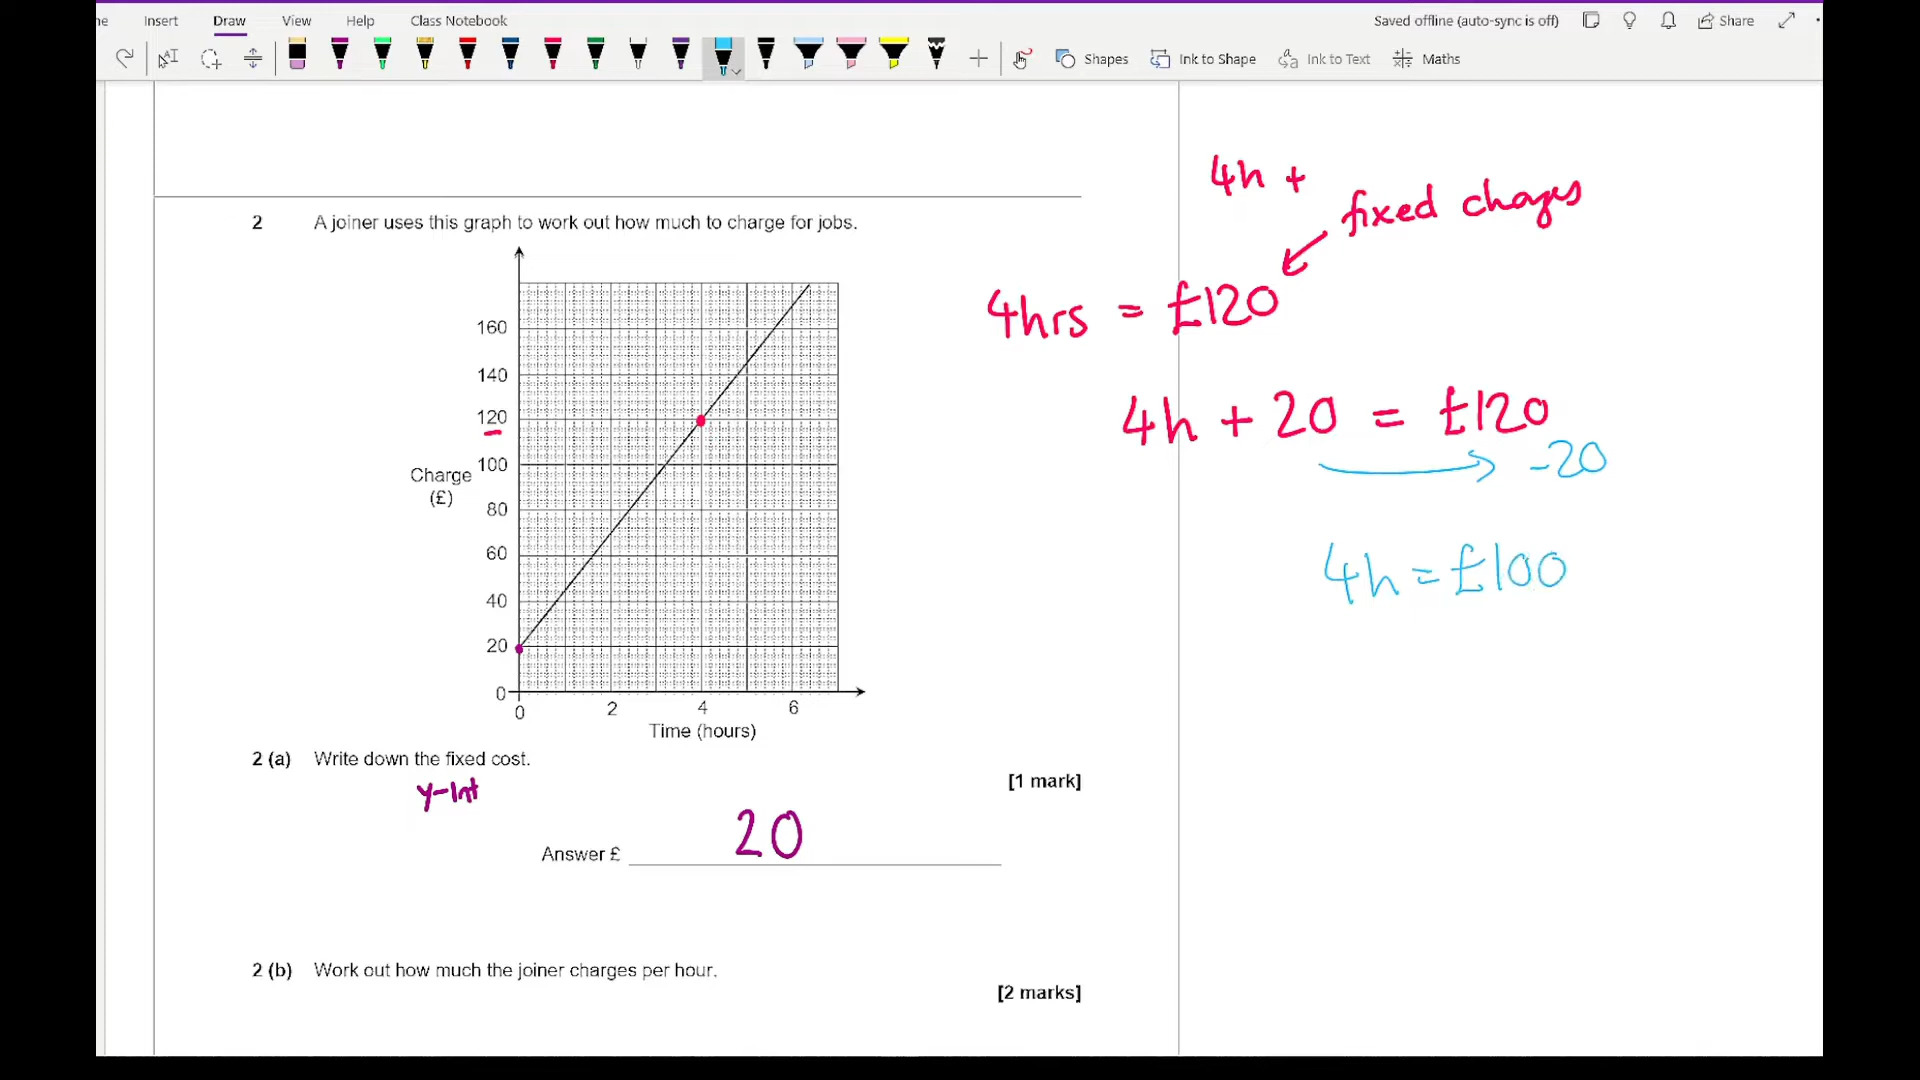 Insert Draw View Help Class Notebook Saved offline (auto-sync is off) Share
Shapes Ink to Shape Ink to Text Maths
2 A joiner uses this graph to work out how much to charge for jobs.
160
140
120
100
80
60
40
20
0
Charge
(£)
0 2 4 6
Time (hours)
2 (a) Write down the fixed cost.
y-int
[1 mark]
Answer £ 20
2 (b) Work out how much the joiner charges per hour.
[2 marks]
4h +
fixed charges
4hrs = £120
4h + 20 = £120
-20
4h = £100